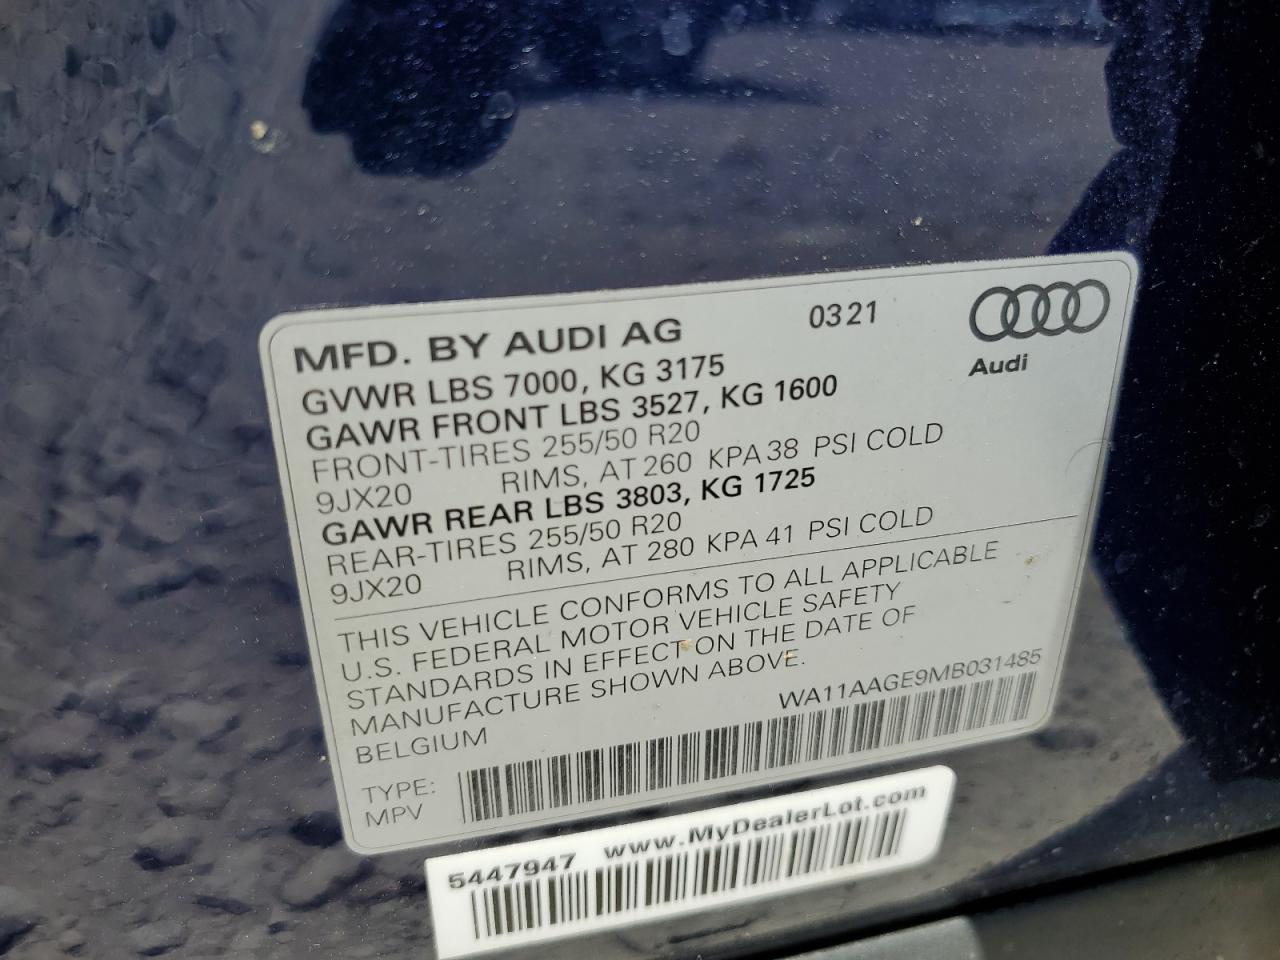 MFD. BY AUDI AG 0321
Audi
GVWR LBS 7000, KG 3175
GAWR FRONT LBS 3527, KG 1600
FRONT-TIRES 255/50 R20
9JX20 RIMS, AT 260 KPA 38 PSI COLD
GAWR REAR LBS 3803, KG 1725
REAR-TIRES 255/50 R20
9JX20 RIMS, AT 280 KPA 41 PSI COLD
THIS VEHICLE CONFORMS TO ALL APPLICABLE
U.S. FEDERAL MOTOR VEHICLE SAFETY
STANDARDS IN EFFECT ON THE DATE OF
MANUFACTURE SHOWN ABOVE.
BELGIUM WA11AAGE9MB031485
TYPE:
MPV
5447947 www.MyDealerLot.com